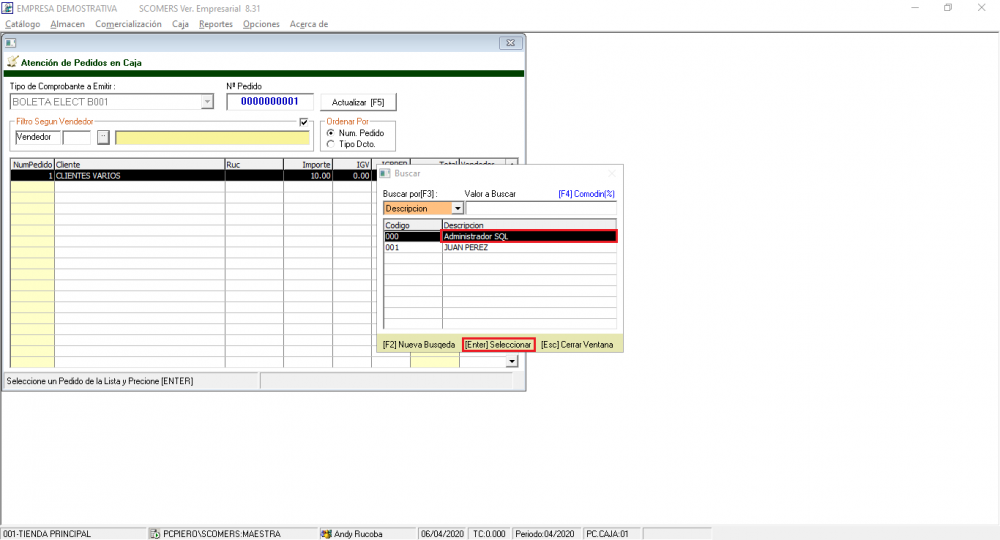 EMPRESA DEMOSTRATIVA SCOMERS Ver. Empresarial 8.31
Catálogo Almacen Comercialización Caja Reportes Opciones Acerca de
Atención de Pedidos en Caja
Tipo de Comprobante a Emitir : Nº Pedido
BOLETA ELECT B001 0000000001 Actualizar [F5]
Filtro Segun Vendedor Ordenar Por
Vendedor .. Num. Pedido
Tipo Dcto.
NumPedido Cliente Ruc Importe IGV ICBPER Total Vendedor
1 CLIENTES VARIOS 10.00 0.00
Buscar
Buscar por[F3] : Valor a Buscar [F4] Comodin(%)
Descripcion
Codigo Descripcion
000 Administrador SQL
001 JUAN PEREZ
[F2] Nueva Busqeda [Enter] Seleccionar [Esc] Cerrar Ventana
Seleccione un Pedido de la Lista y Precione [ENTER]
001-TIENDA PRINCIPAL PCPIERO\SCOMERS:MAESTRA Andy Rucoba 06/04/2020 TC:0.000 Periodo:04/2020 PC.CAJA:01